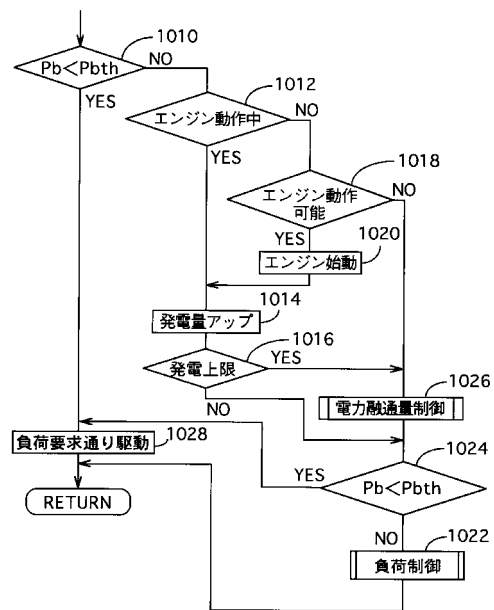 1010
Pb<Pbth
NO
YES
1012
エンジン動作中
NO
YES
1018
エンジン動作
可能
NO
YES
1020
エンジン始動
1014
発電量アップ
1016
発電上限
YES
NO
1026
電力融通量制御
1028
負荷要求通り駆動
1024
YES
Pb<Pbth
RETURN
NO
1022
負荷制御